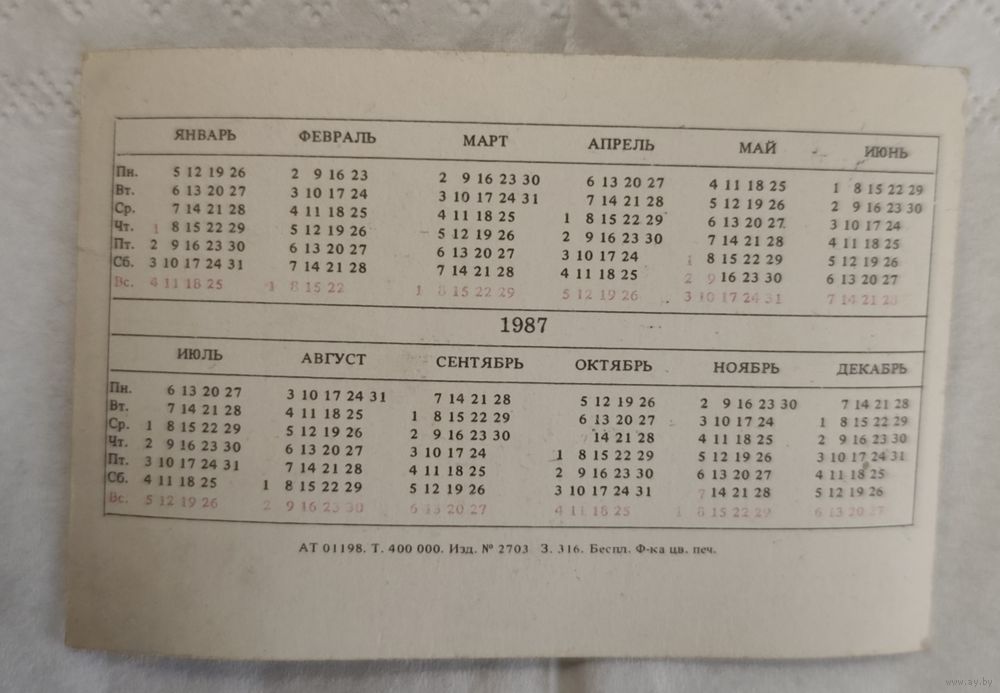 ЯНВАРЬ ФЕВРАЛЬ МАРТ АПРЕЛЬ МАЙ ИЮНЬ
Пн. 5 12 19 26 2 9 16 23 2 9 16 23 30 6 13 20 27 4 11 18 25 1 8 15 22 29
Вт. 6 13 20 27 3 10 17 24 3 10 17 24 31 7 14 21 28 5 12 19 26 2 9 16 23 30
Ср. 7 14 21 28 4 11 18 25 4 11 18 25 1 8 15 22 29 6 13 20 27 3 10 17 24
Чт. 1 8 15 22 29 5 12 19 26 5 12 19 26 2 9 16 23 30 7 14 21 28 4 11 18 25
Пт. 2 9 16 23 30 6 13 20 27 6 13 20 27 3 10 17 24 1 8 15 22 29 5 12 19 26
Сб. 3 10 17 24 31 7 14 21 28 7 14 21 28 4 11 18 25 2 9 16 23 30 6 13 20 27
Вс. 4 11 18 25 1 8 15 22 1 8 15 22 29 5 12 19 26 3 10 17 24 31 7 14 21 28
1987
ИЮЛЬ АВГУСТ СЕНТЯБРЬ ОКТЯБРЬ НОЯБРЬ ДЕКАБРЬ
Пн. 6 13 20 27 3 10 17 24 31 7 14 21 28 5 12 19 26 2 9 16 23 30 7 14 21 28
Вт. 7 14 21 28 4 11 18 25 1 8 15 22 29 6 13 20 27 3 10 17 24 1 8 15 22 29
Ср. 1 8 15 22 29 5 12 19 26 2 9 16 23 30 14 21 28 4 11 18 25 2 9 16 23 30
Чт. 2 9 16 23 30 6 13 20 27 3 10 17 24 1 8 15 22 29 5 12 19 26 3 10 17 24 31
Пт. 3 10 17 24 31 7 14 21 28 4 11 18 25 2 9 16 23 30 6 13 20 27 4 11 18 25
Сб. 4 11 18 25 1 8 15 22 29 5 12 19 26 3 10 17 24 31 7 14 21 28 5 12 19 26
Вс. 5 12 19 26 2 9 16 23 30 6 13 20 27 4 11 18 25 1 8 15 22 29 6 13 20 27
АТ 01198. Т. 400 000. Изд. № 2703 З. 316. Беспл. Ф-ка цв. печ.
www.ay.by